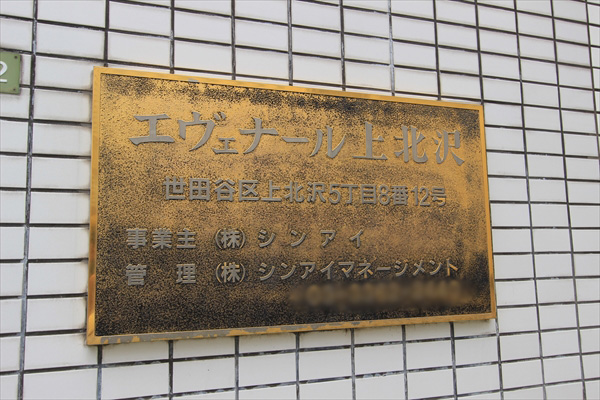 2
エヴェナール上北沢
世田谷区上北沢5丁目8番12号
事業主 (株)シンアイ
管理 (株)シンアイマネージメント